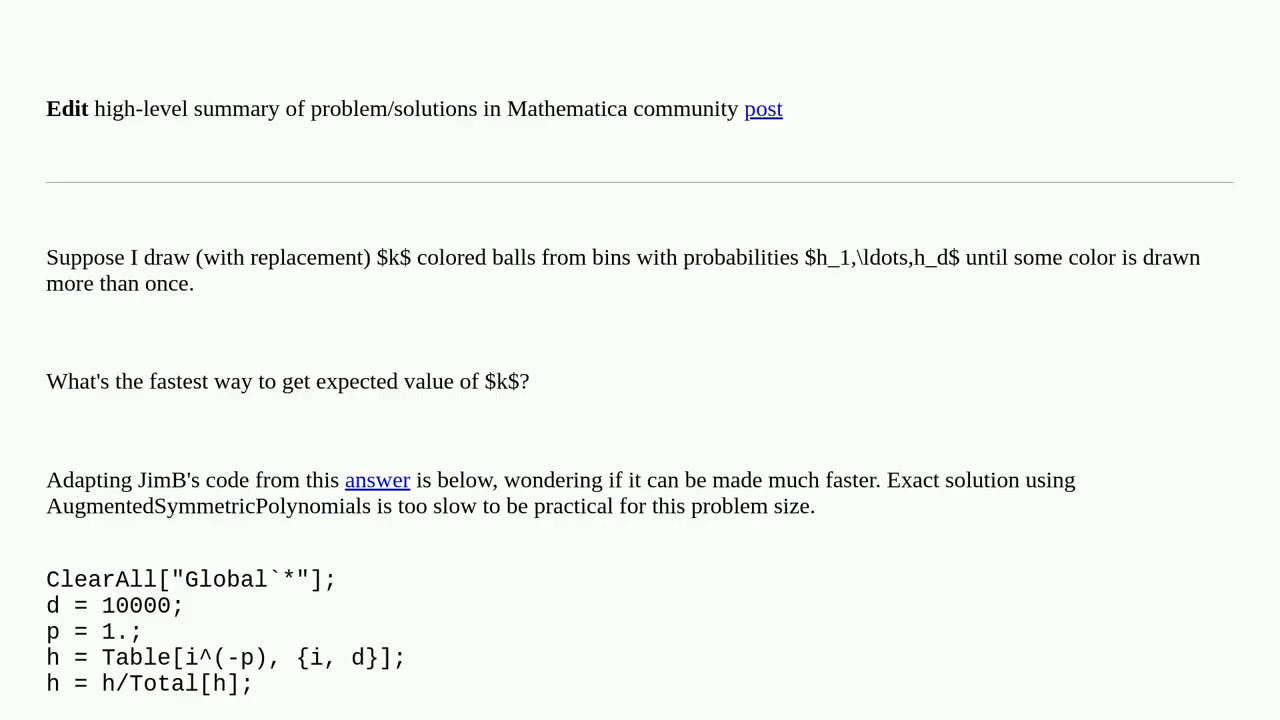 Edit high-level summary of problem/solutions in Mathematica community post
Suppose I draw (with replacement) $k$ colored balls from bins with probabilities $h_1,\ldots,h_d$ until some color is drawn
more than once.
What's the fastest way to get expected value of $k$?
Adapting JimB's code from this answer is below, wondering if it can be made much faster. Exact solution using
AugmentedSymmetricPolynomials is too slow to be practical for this problem size.
ClearAll["Global`*"];
d = 10000;
p = 1.;
h = Table[i^(-p), {i, d}];
h = h/Total[h];